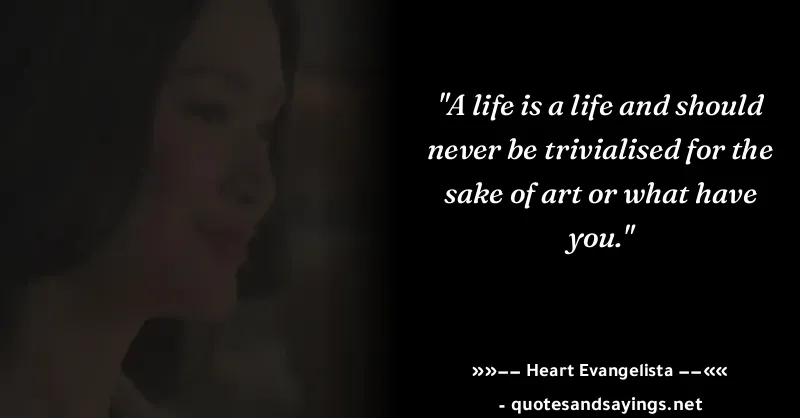 "A life is a life and should
never be trivialised for the
sake of art or what have
you."
»»−− Heart Evangelista −−««
- quotesandsayings.net